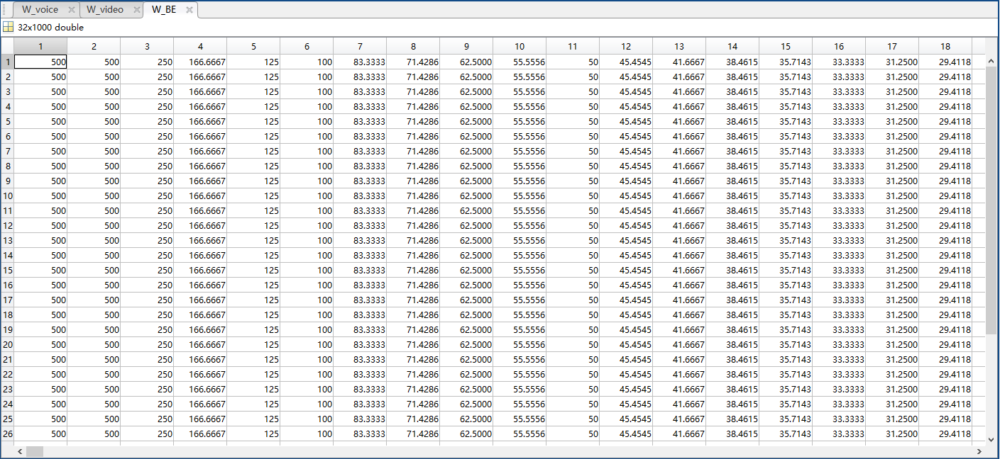 W_voice W_video W_BE
32x1000 double
1 2 3 4 5 6 7 8 9 10 11 12 13 14 15 16 17 18
1 500 500 250 166.6667 125 100 83.3333 71.4286 62.5000 55.5556 50 45.4545 41.6667 38.4615 35.7143 33.3333 31.2500 29.4118
2 500 500 250 166.6667 125 100 83.3333 71.4286 62.5000 55.5556 50 45.4545 41.6667 38.4615 35.7143 33.3333 31.2500 29.4118
3 500 500 250 166.6667 125 100 83.3333 71.4286 62.5000 55.5556 50 45.4545 41.6667 38.4615 35.7143 33.3333 31.2500 29.4118
4 500 500 250 166.6667 125 100 83.3333 71.4286 62.5000 55.5556 50 45.4545 41.6667 38.4615 35.7143 33.3333 31.2500 29.4118
5 500 500 250 166.6667 125 100 83.3333 71.4286 62.5000 55.5556 50 45.4545 41.6667 38.4615 35.7143 33.3333 31.2500 29.4118
6 500 500 250 166.6667 125 100 83.3333 71.4286 62.5000 55.5556 50 45.4545 41.6667 38.4615 35.7143 33.3333 31.2500 29.4118
7 500 500 250 166.6667 125 100 83.3333 71.4286 62.5000 55.5556 50 45.4545 41.6667 38.4615 35.7143 33.3333 31.2500 29.4118
8 500 500 250 166.6667 125 100 83.3333 71.4286 62.5000 55.5556 50 45.4545 41.6667 38.4615 35.7143 33.3333 31.2500 29.4118
9 500 500 250 166.6667 125 100 83.3333 71.4286 62.5000 55.5556 50 45.4545 41.6667 38.4615 35.7143 33.3333 31.2500 29.4118
10 500 500 250 166.6667 125 100 83.3333 71.4286 62.5000 55.5556 50 45.4545 41.6667 38.4615 35.7143 33.3333 31.2500 29.4118
11 500 500 250 166.6667 125 100 83.3333 71.4286 62.5000 55.5556 50 45.4545 41.6667 38.4615 35.7143 33.3333 31.2500 29.4118
12 500 500 250 166.6667 125 100 83.3333 71.4286 62.5000 55.5556 50 45.4545 41.6667 38.4615 35.7143 33.3333 31.2500 29.4118
13 500 500 250 166.6667 125 100 83.3333 71.4286 62.5000 55.5556 50 45.4545 41.6667 38.4615 35.7143 33.3333 31.2500 29.4118
14 500 500 250 166.6667 125 100 83.3333 71.4286 62.5000 55.5556 50 45.4545 41.6667 38.4615 35.7143 33.3333 31.2500 29.4118
15 500 500 250 166.6667 125 100 83.3333 71.4286 62.5000 55.5556 50 45.4545 41.6667 38.4615 35.7143 33.3333 31.2500 29.4118
16 500 500 250 166.6667 125 100 83.3333 71.4286 62.5000 55.5556 50 45.4545 41.6667 38.4615 35.7143 33.3333 31.2500 29.4118
17 500 500 250 166.6667 125 100 83.3333 71.4286 62.5000 55.5556 50 45.4545 41.6667 38.4615 35.7143 33.3333 31.2500 29.4118
18 500 500 250 166.6667 125 100 83.3333 71.4286 62.5000 55.5556 50 45.4545 41.6667 38.4615 35.7143 33.3333 31.2500 29.4118
19 500 500 250 166.6667 125 100 83.3333 71.4286 62.5000 55.5556 50 45.4545 41.6667 38.4615 35.7143 33.3333 31.2500 29.4118
20 500 500 250 166.6667 125 100 83.3333 71.4286 62.5000 55.5556 50 45.4545 41.6667 38.4615 35.7143 33.3333 31.2500 29.4118
21 500 500 250 166.6667 125 100 83.3333 71.4286 62.5000 55.5556 50 45.4545 41.6667 38.4615 35.7143 33.3333 31.2500 29.4118
22 500 500 250 166.6667 125 100 83.3333 71.4286 62.5000 55.5556 50 45.4545 41.6667 38.4615 35.7143 33.3333 31.2500 29.4118
23 500 500 250 166.6667 125 100 83.3333 71.4286 62.5000 55.5556 50 45.4545 41.6667 38.4615 35.7143 33.3333 31.2500 29.4118
24 500 500 250 166.6667 125 100 83.3333 71.4286 62.5000 55.5556 50 45.4545 41.6667 38.4615 35.7143 33.3333 31.2500 29.4118
25 500 500 250 166.6667 125 100 83.3333 71.4286 62.5000 55.5556 50 45.4545 41.6667 38.4615 35.7143 33.3333 31.2500 29.4118
26 500 500 250 166.6667 125 100 83.3333 71.4286 62.5000 55.5556 50 45.4545 41.6667 38.4615 35.7143 33.3333 31.2500 29.4118